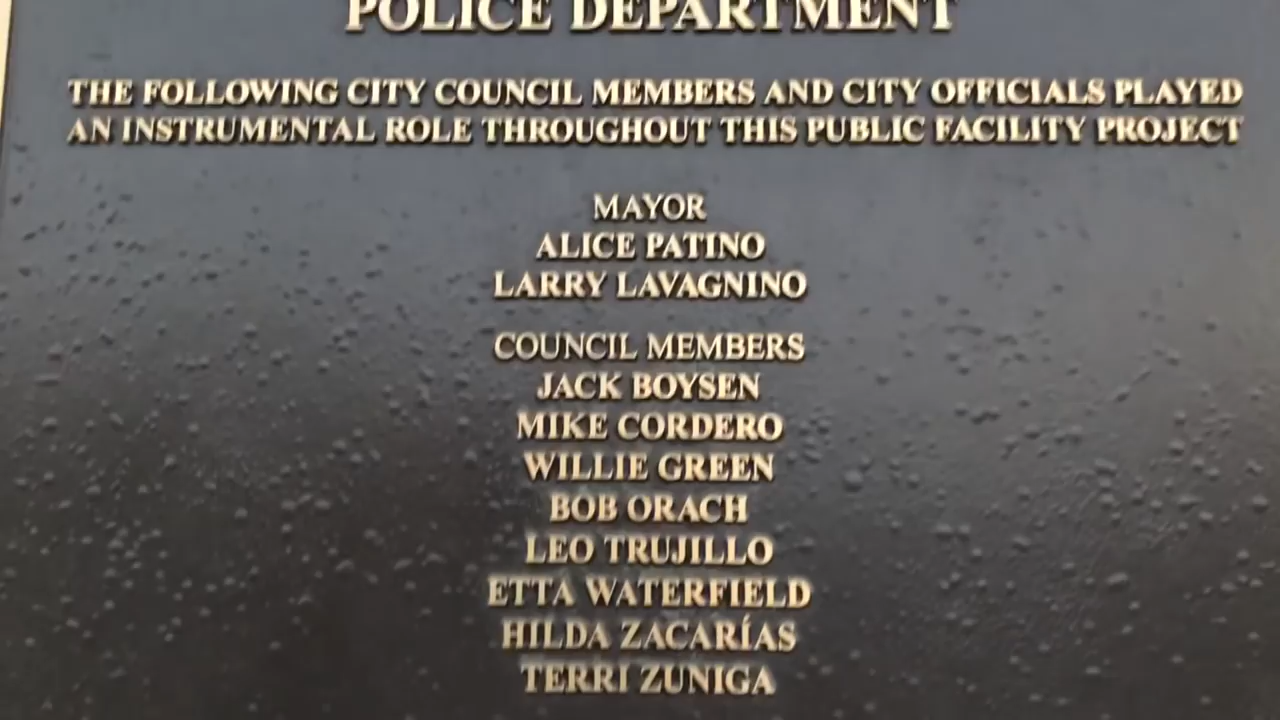 POLICE DEPARTMENT
THE FOLLOWING CITY COUNCIL MEMBERS AND CITY OFFICIALS PLAYED
AN INSTRUMENTAL ROLE THROUGHOUT THIS PUBLIC FACILITY PROJECT
MAYOR
ALICE PATINO
LARRY LAVAGNINO
COUNCIL MEMBERS
JACK BOYSEN
MIKE CORDERO
WILLIE GREEN
BOB ORACH
LEO TRUJILLO
ETTA WATERFIELD
HILDA ZACARÍAS
TERRI ZUNIGA